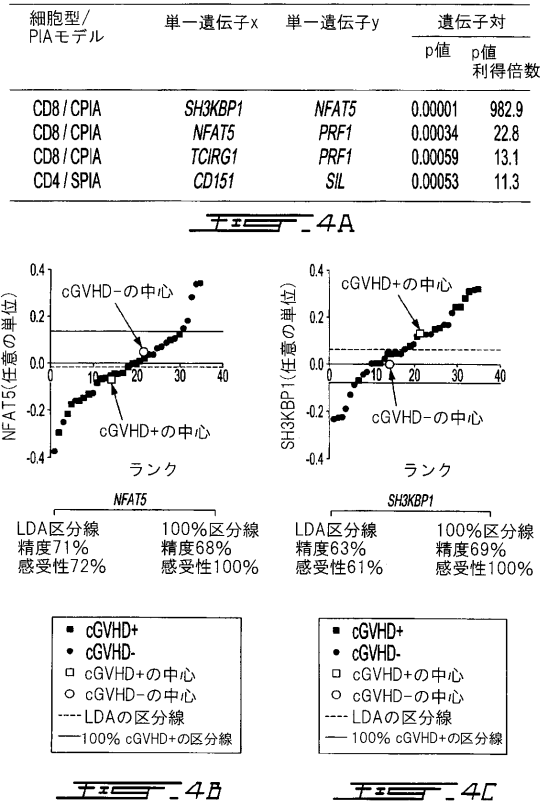 細胞型/ 単一遺伝子x 単一遺伝子y 遺伝子対
PIAモデル
p値 p値
利得倍数
CD8 / CPIA SH3KBP1 NFAT5 0.00001 982.9
CD8 / CPIA NFAT5 PRF1 0.00034 22.8
CD8 / CPIA TCIRG1 PRF1 0.00059 13.1
CD4 / SPIA CD151 SIL 0.00053 11.3
FIG_4A
NFAT5(任意の単位)
0.4
0.2
0.0
-0.2
-0.4
0 10 20 30 40
cGVHD−の中心
cGVHD+の中心
ランク
SH3KBP1(任意の単位)
0.4
0.2
0.0
-0.2
-0.4
0 10 20 30 40
cGVHD+の中心
cGVHD−の中心
ランク
NFAT5
LDA区分線 100%区分線
精度71% 精度68%
感受性72% 感受性100%
SH3KBP1
LDA区分線 100%区分線
精度63% 精度69%
感受性61% 感受性100%
cGVHD+
cGVHD-
cGVHD+の中心
cGVHD−の中心
LDAの区分線
100% cGVHD+の区分線
FIG_4B
cGVHD+
cGVHD-
cGVHD+の中心
cGVHD−の中心
LDAの区分線
100% cGVHD+の区分線
FIG_4C